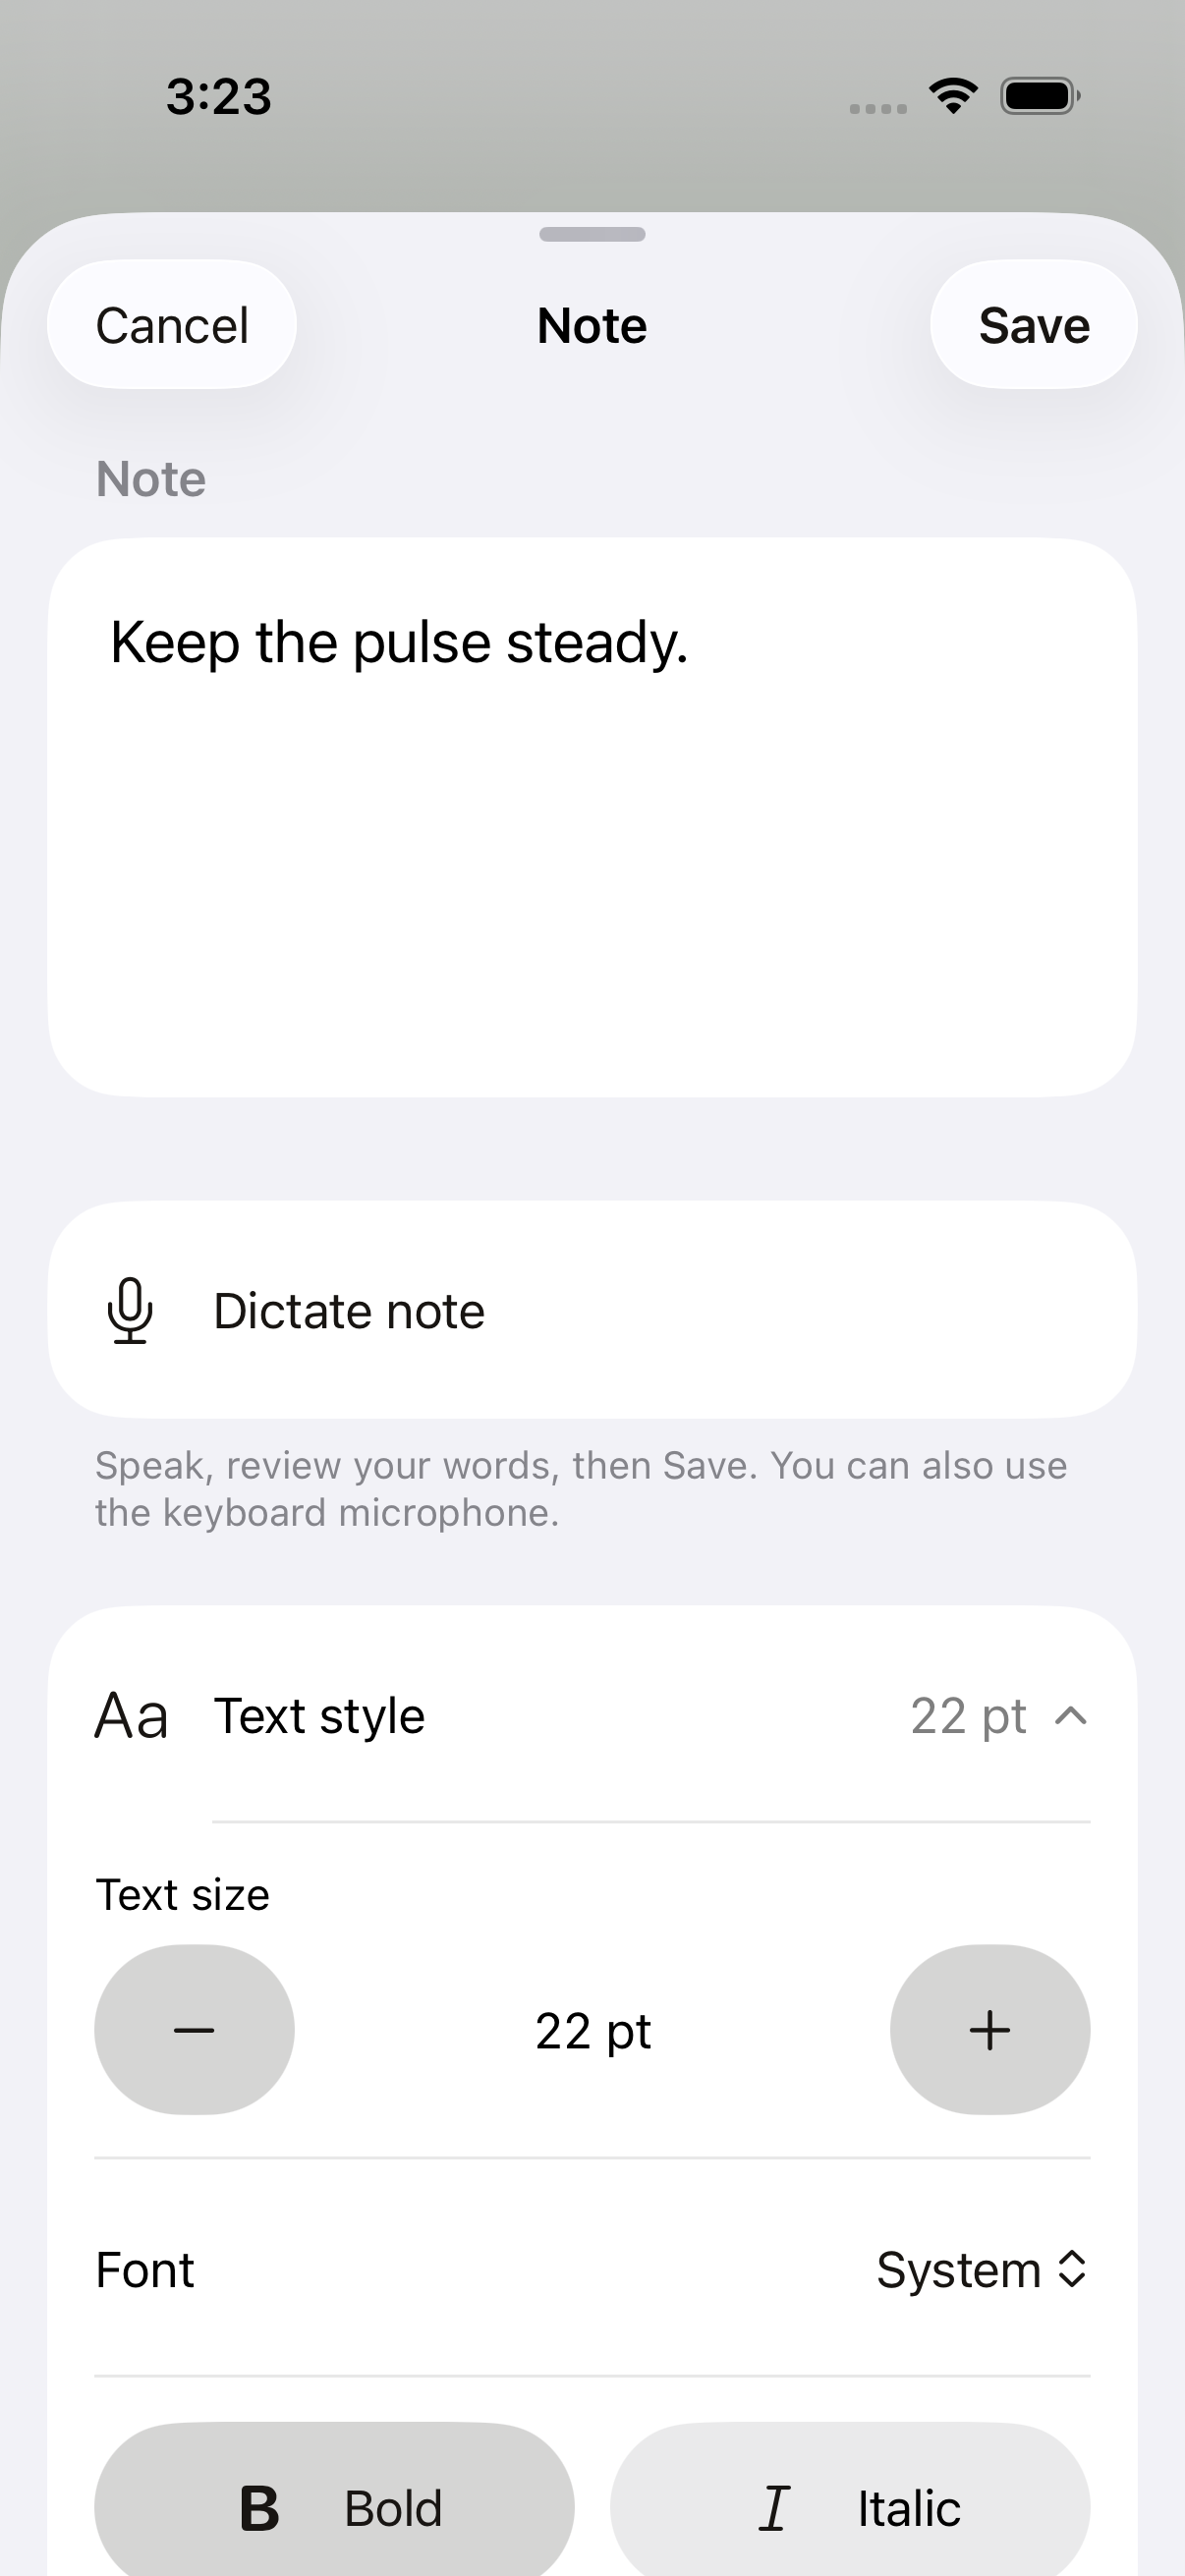 3:23
Cancel
Note
Save
Note
Keep the pulse steady.
Dictate note
Speak, review your words, then Save. You can also use
the keyboard microphone.
Aa Text style 22 pt
Text size
22 pt
Font System
B Bold I Italic